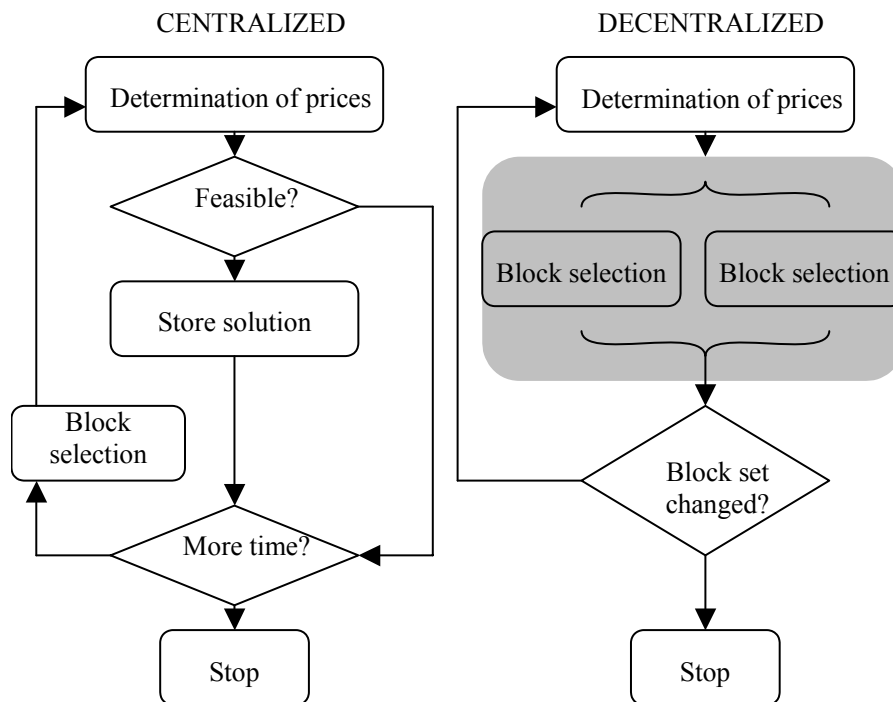 CENTRALIZED
Determination of prices
Feasible?
Store solution
Block
selection
More time?
Stop
DECENTRALIZED
Determination of prices
Block selection
Block selection
Block set
changed?
Stop